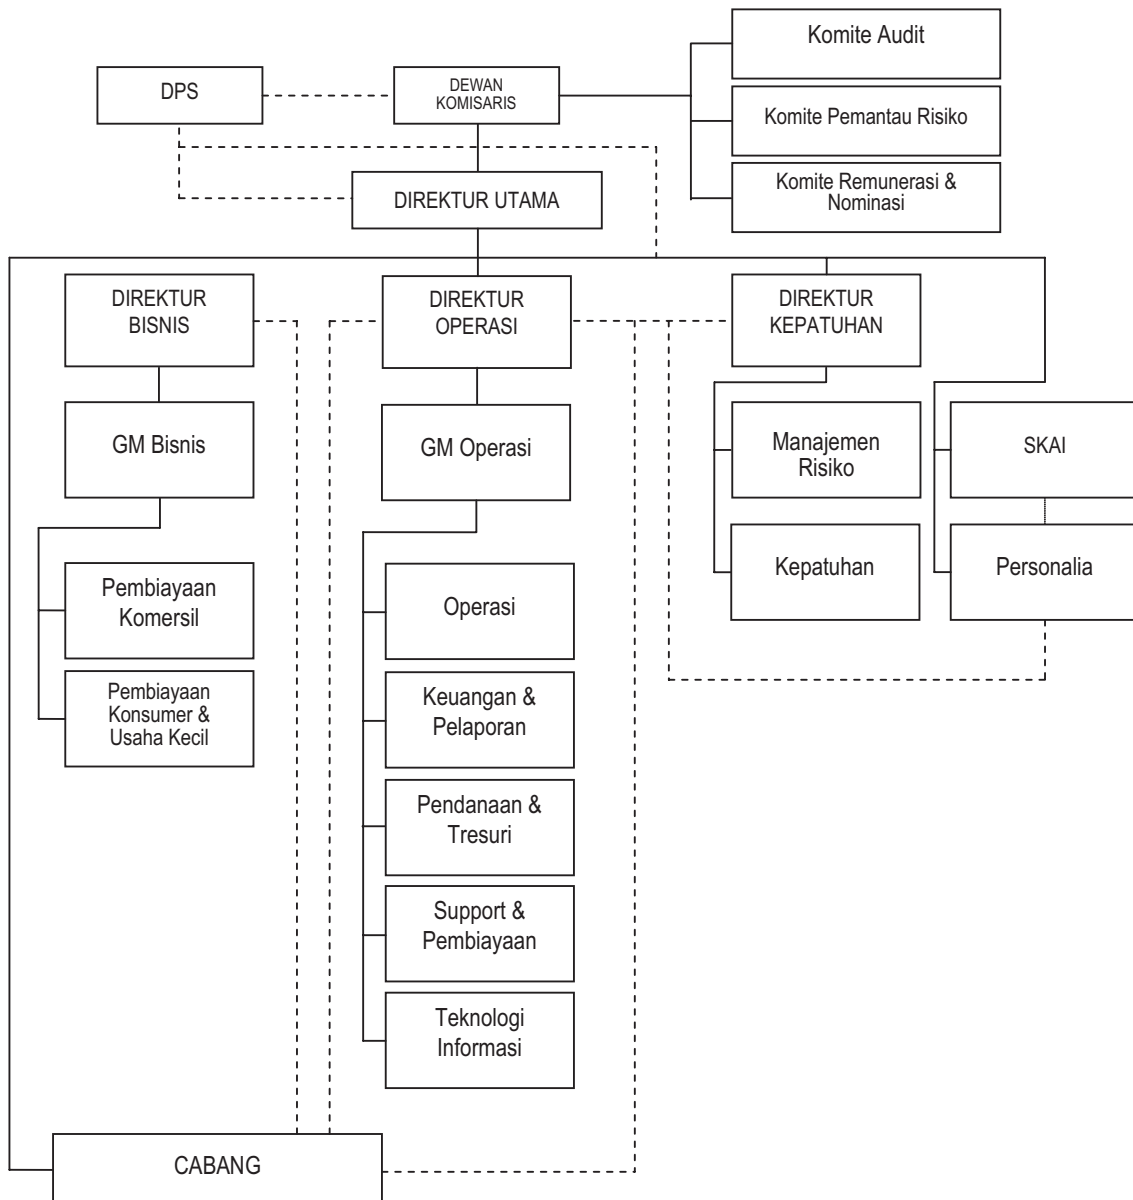 Komite Audit
DPS
DEWAN
KOMISARIS
Komite Pemantau Risiko
DIREKTUR UTAMA
Komite Remunerasi &
Nominasi
DIREKTUR
BISNIS
DIREKTUR
OPERASI
DIREKTUR
KEPATUHAN
GM Bisnis
GM Operasi
Manajemen
Risiko
SKAI
Pembiayaan
Komersil
Operasi
Kepatuhan
Personalia
Pembiayaan
Konsumer &
Usaha Kecil
Keuangan &
Pelaporan
Pendanaan &
Tresuri
Support &
Pembiayaan
Teknologi
Informasi
CABANG